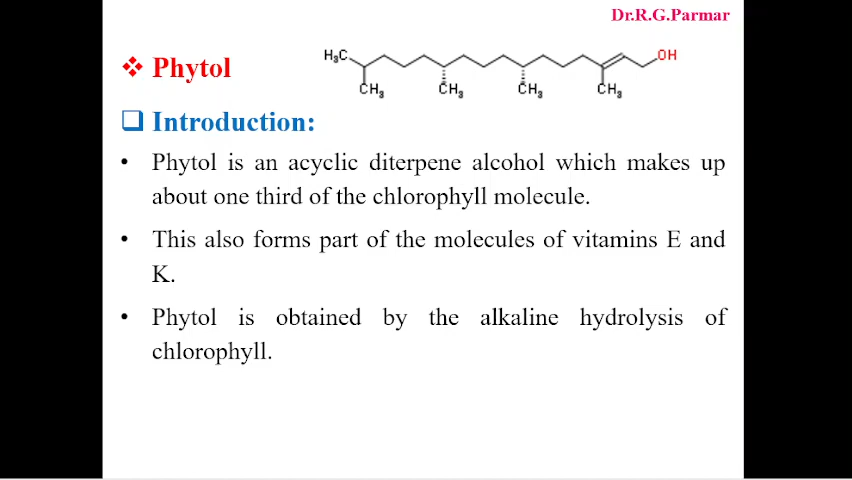 Dr.R.G.Parmar
H₃C
OH
❖ Phytol
CH₃ CH₃ CH₃ CH₃
❑ Introduction:
• Phytol is an acyclic diterpene alcohol which makes up
about one third of the chlorophyll molecule.
• This also forms part of the molecules of vitamins E and
K.
• Phytol is obtained by the alkaline hydrolysis of
chlorophyll.